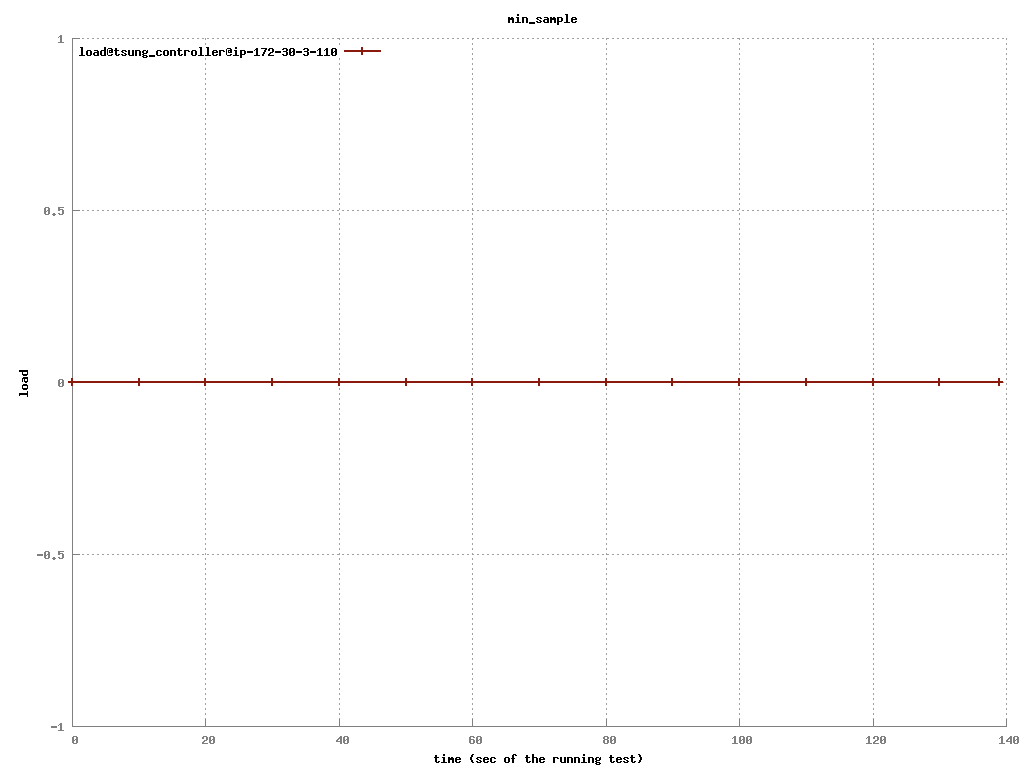 min_sample
load@tsung_controller@ip-172-30-3-110
1
0.5
0
-0.5
-1
load
0 20 40 60 80 100 120 140
time (sec of the running test)